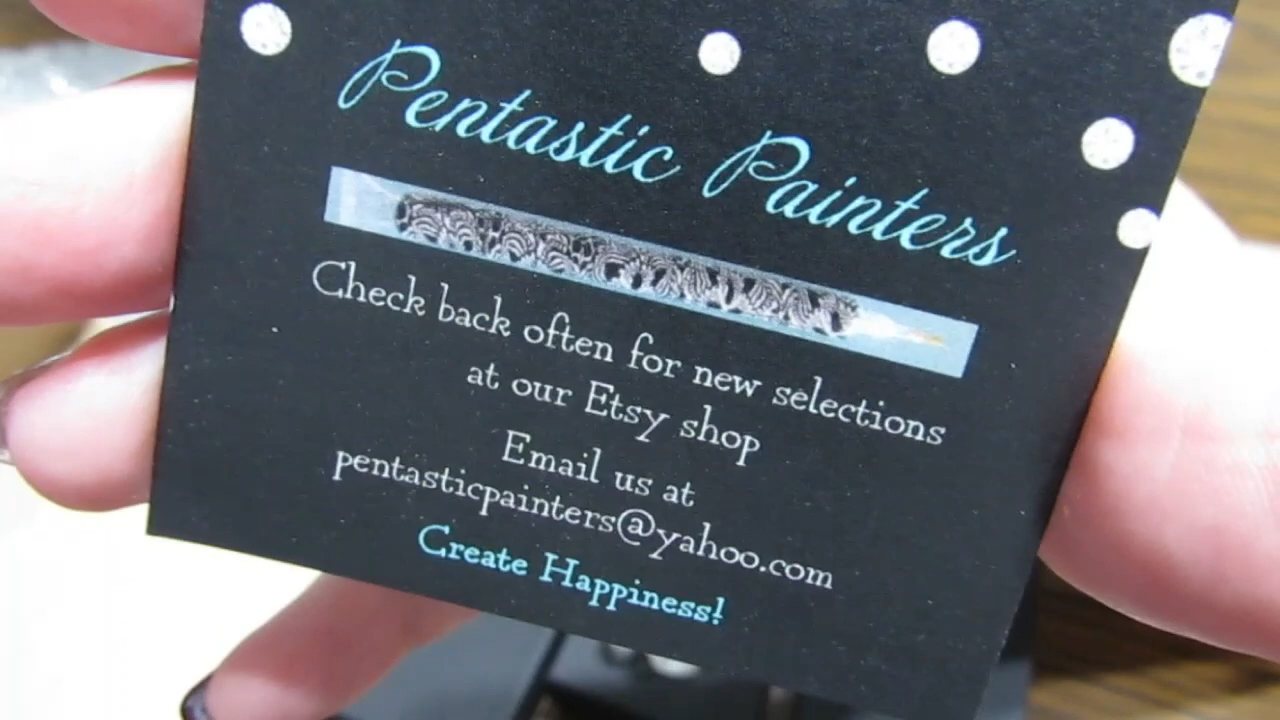 Pentastic Painters
Check back often for new selections
at our Etsy shop
Email us at
pentasticpainters@yahoo.com
Create Happiness!